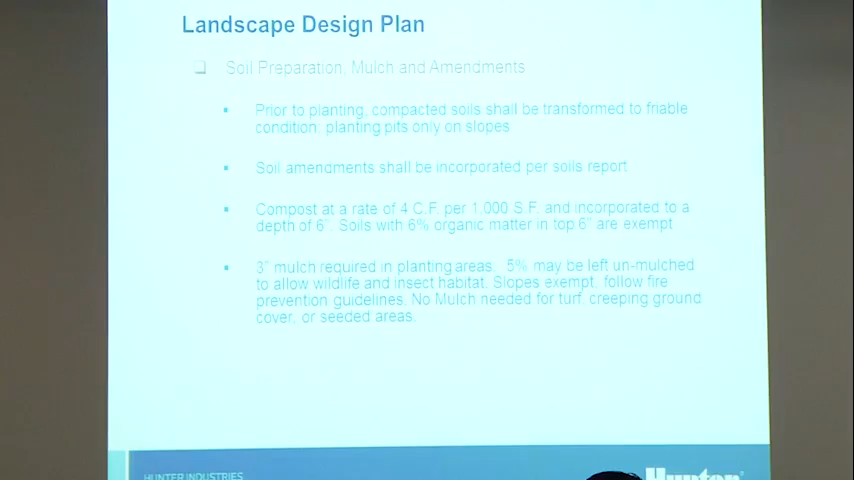 Landscape Design Plan
Soil Preparation, Mulch and Amendments
Prior to planting, compacted soils shall be transformed to friable
condition; planting pits only on slopes
Soil amendments shall be incorporated per soils report
Compost at a rate of 4 C.F. per 1,000 S.F. and incorporated to a
depth of 6". Soils with 6% organic matter in top 6" are exempt
3" mulch required in planting areas. 5% may be left un-mulched
to allow wildlife and insect habitat. Slopes exempt, follow fire
prevention guidelines. No Mulch needed for turf, creeping ground
cover, or seeded areas.
HUNTER INDUSTRIES
Hunter®